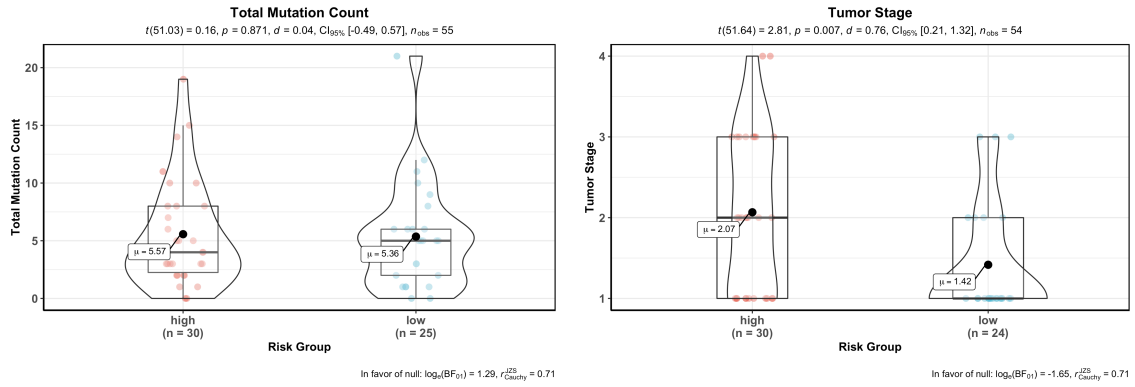 Total Mutation Count
t(51.03) = 0.16, p = 0.871, d = 0.04, CI95% [-0.49, 0.57], nobs = 55
Total Mutation Count
20
15
10
5
0
μ = 5.57
μ = 5.36
high
(n = 30)
low
(n = 25)
Risk Group
In favor of null: loge(BF01) = 1.29, rJZSCauchy = 0.71
Tumor Stage
t(51.64) = 2.81, p = 0.007, d = 0.76, CI95% [0.21, 1.32], nobs = 54
Tumor Stage
4
3
2
1
μ = 2.07
μ = 1.42
high
(n = 30)
low
(n = 24)
Risk Group
In favor of null: loge(BF01) = -1.65, rJZSCauchy = 0.71